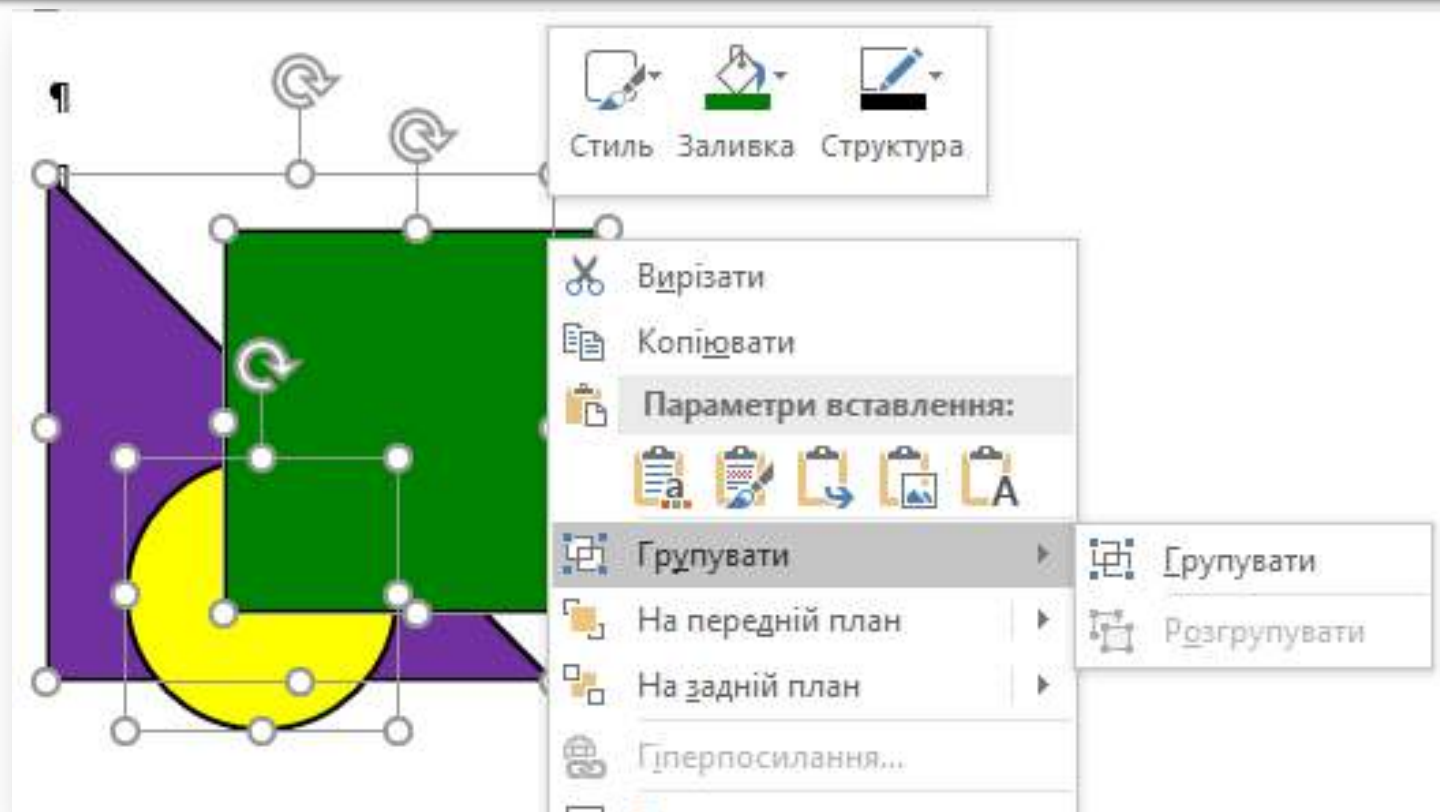 ¶
¶
Стиль Заливка Структура
Вирізати
Копіювати
Параметри вставлення:
Групувати
На передній план
На задній план
Гіперпосилання...
Групувати
Розгрупувати